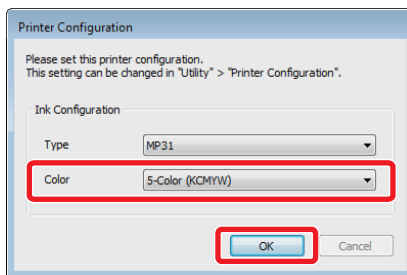 Printer Configuration
Please set this printer configuration.
This setting can be changed in "Utility" > "Printer Configuration".
Ink Configuration
Type MP31
Color 5-Color (KCMYW)
OK Cancel